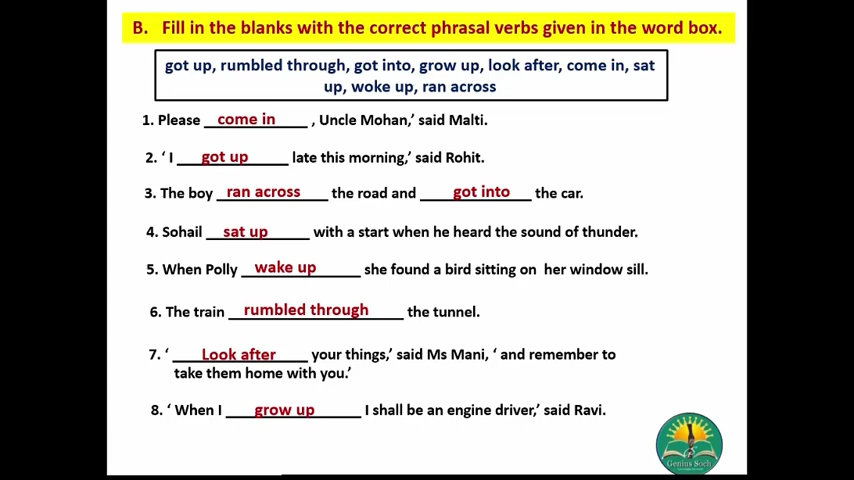 B. Fill in the blanks with the correct phrasal verbs given in the word box.
got up, rumbled through, got into, grow up, look after, come in, sat
up, woke up, ran across
1. Please come in , Uncle Mohan,’ said Malti.
2. ‘ I got up late this morning,’ said Rohit.
3. The boy ran across the road and got into the car.
4. Sohail sat up with a start when he heard the sound of thunder.
5. When Polly wake up she found a bird sitting on her window sill.
6. The train rumbled through the tunnel.
7. ‘ Look after your things,’ said Ms Mani, ‘ and remember to
take them home with you.’
8. ‘ When I grow up I shall be an engine driver,’ said Ravi.
Genius Soch